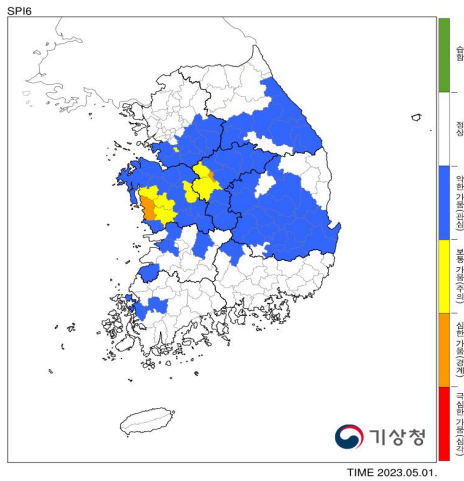 SPI6
습함
정상
약한 가뭄(관심)
보통 가뭄(주의)
심한 가뭄(경계)
극심한 가뭄(심각)
기상청
TIME 2023.05.01.